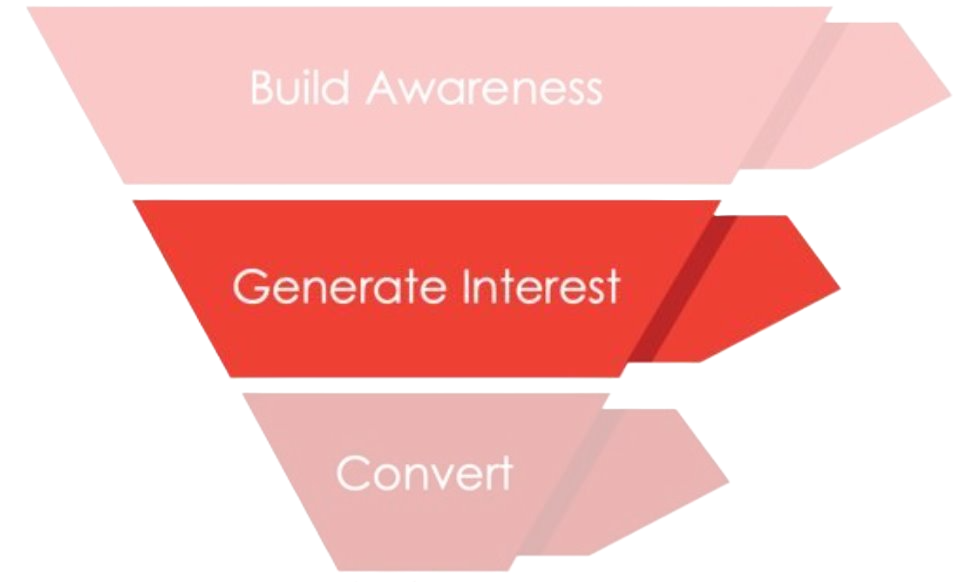 Build Awareness
Generate Interest
Convert